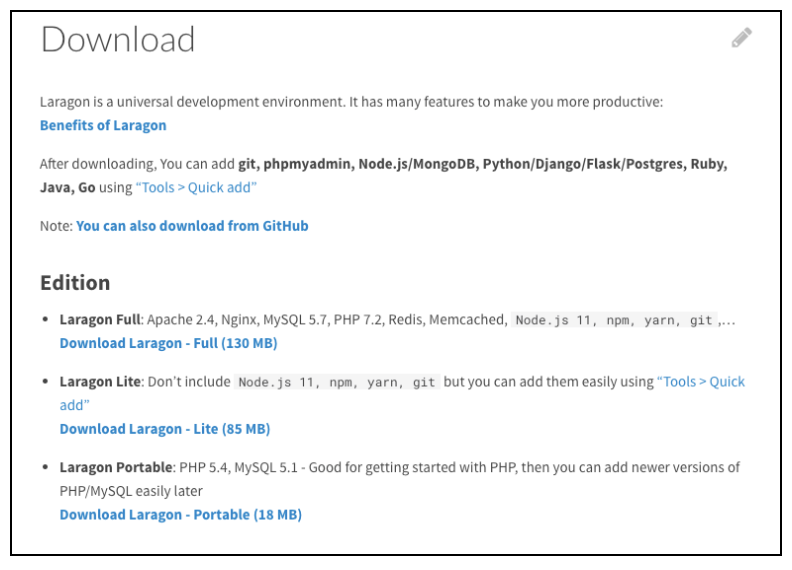 Download
Laragon is a universal development environment. It has many features to make you more productive:
Benefits of Laragon
After downloading, You can add git, phpmyadmin, Node.js/MongoDB, Python/Django/Flask/Postgres, Ruby,
Java, Go using “Tools > Quick add”
Note: You can also download from GitHub
Edition
• Laragon Full: Apache 2.4, Nginx, MySQL 5.7, PHP 7.2, Redis, Memcached, Node.js 11, npm, yarn, git ,…
Download Laragon - Full (130 MB)
• Laragon Lite: Don't include Node.js 11, npm, yarn, git but you can add them easily using “Tools > Quick
add”
Download Laragon - Lite (85 MB)
• Laragon Portable: PHP 5.4, MySQL 5.1 - Good for getting started with PHP, then you can add newer versions of
PHP/MySQL easily later
Download Laragon - Portable (18 MB)